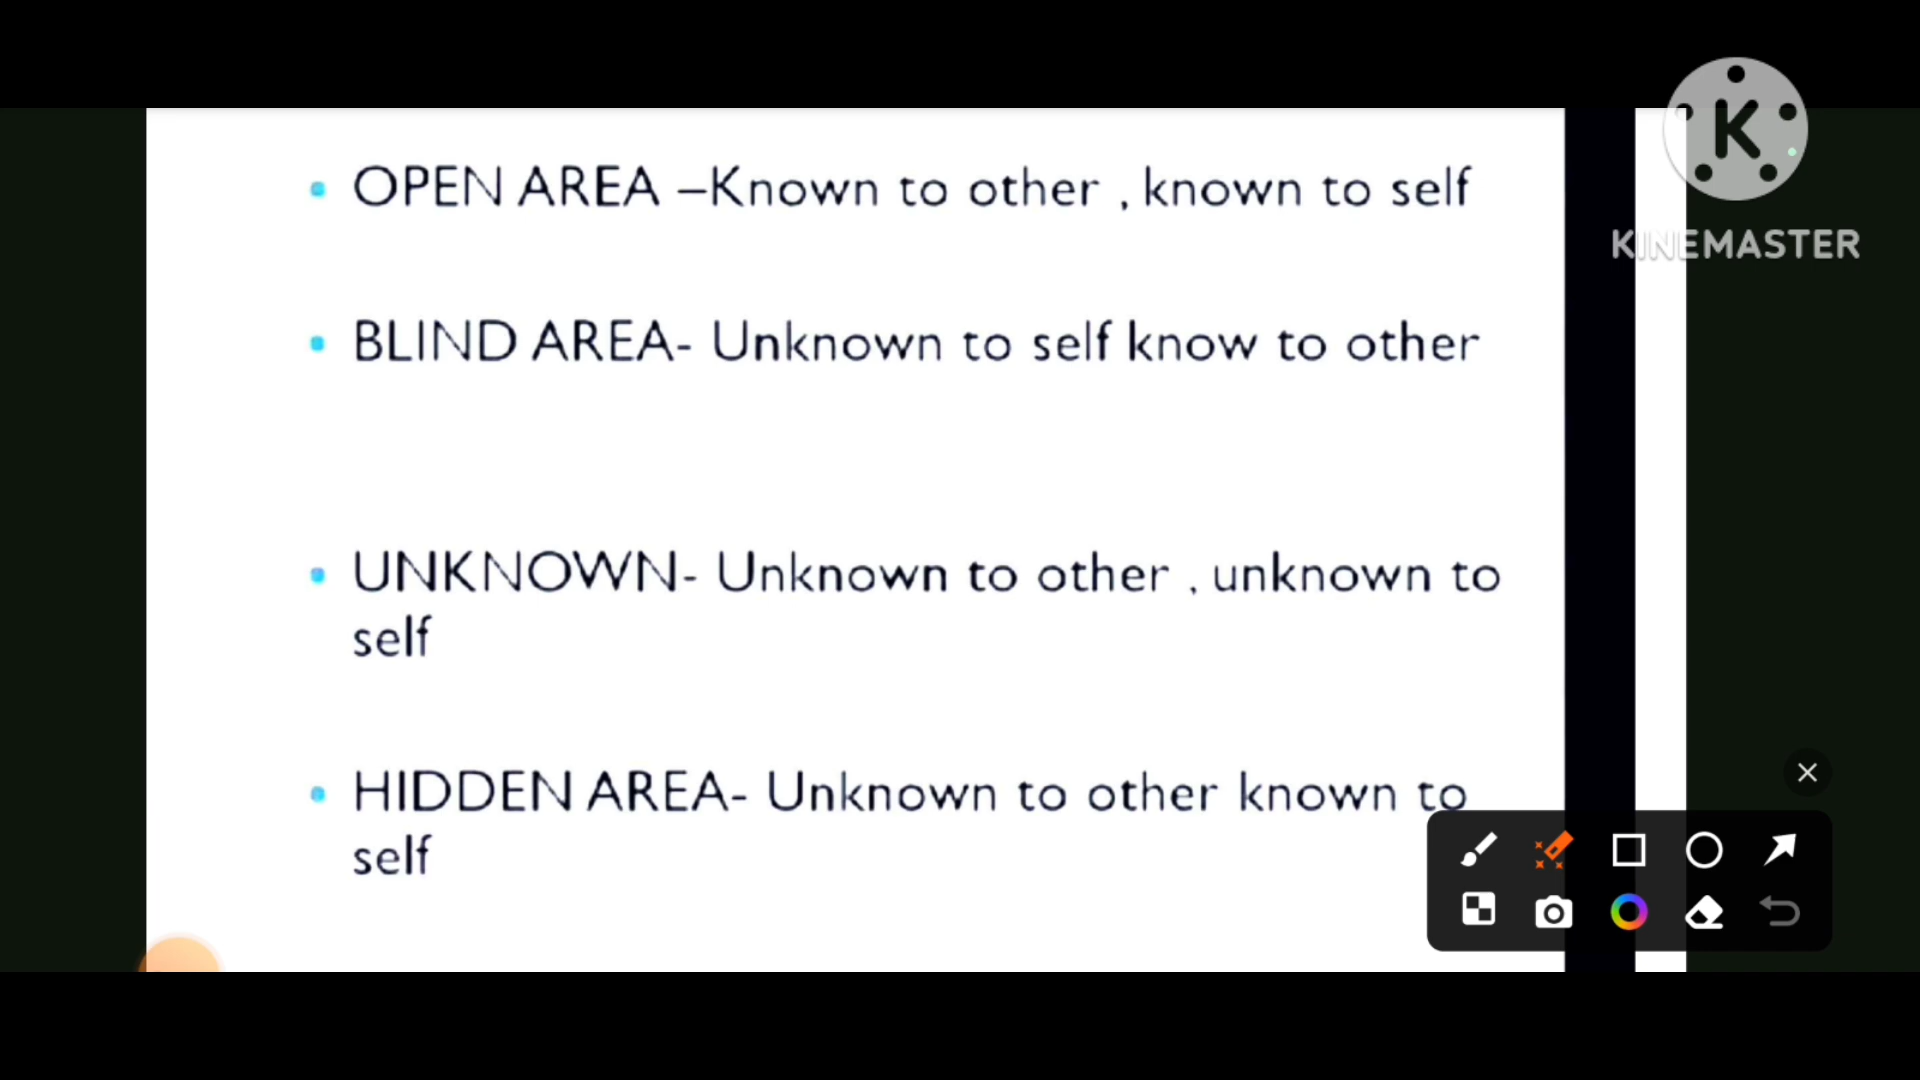 OPEN AREA –Known to other , known to self
BLIND AREA- Unknown to self know to other
UNKNOWN- Unknown to other , unknown to
self
HIDDEN AREA- Unknown to other known to
self
K
KINEMASTER